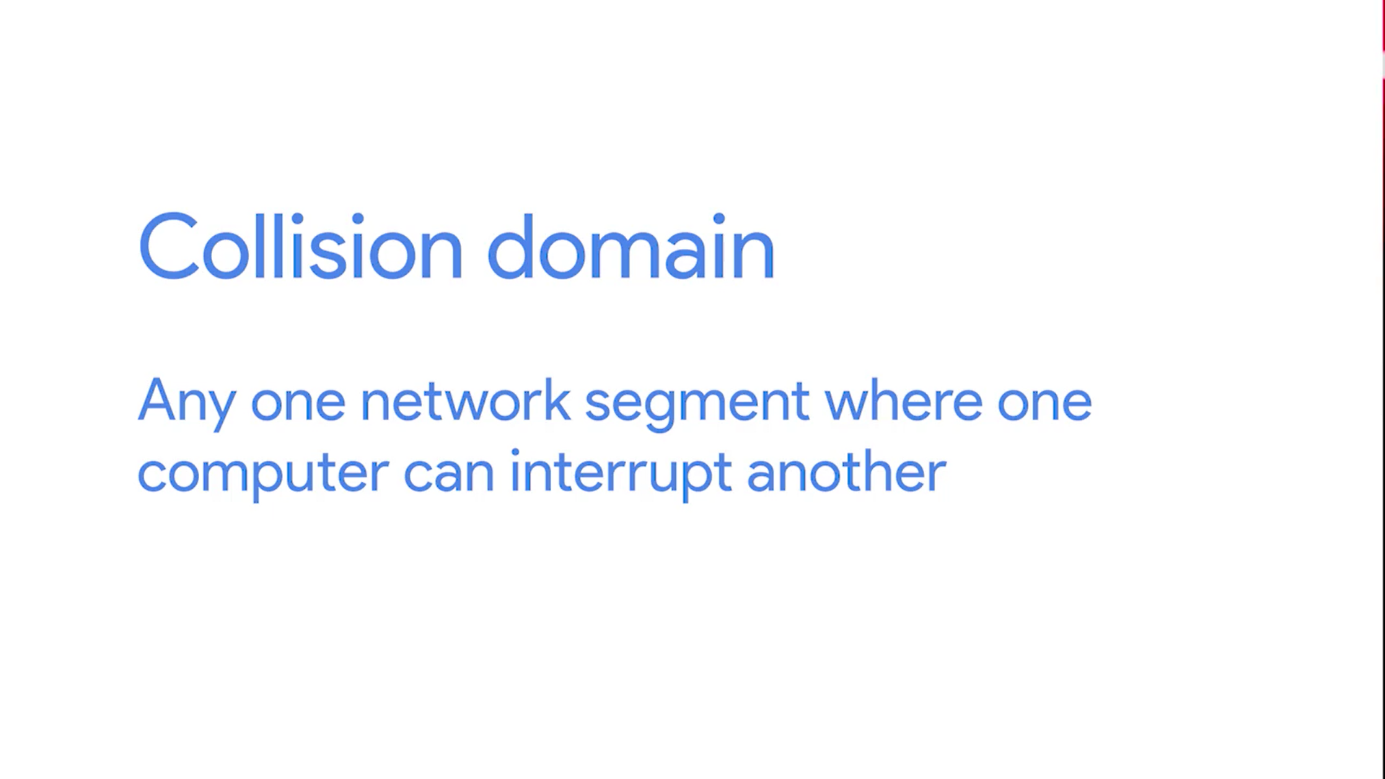 Collision domain
Any one network segment where one
computer can interrupt another